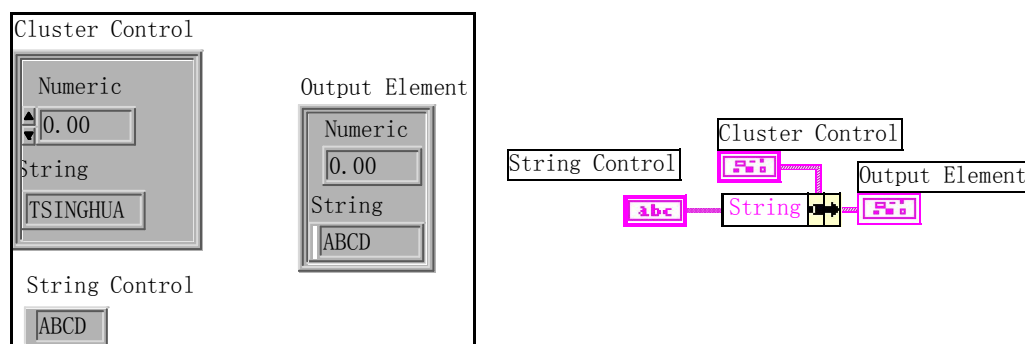 Cluster Control
Numeric
0.00
String
TSINGHUA
String Control
ABCD
Output Element
Numeric
0.00
String
ABCD
Cluster Control
String Control
Output Element
abc
String